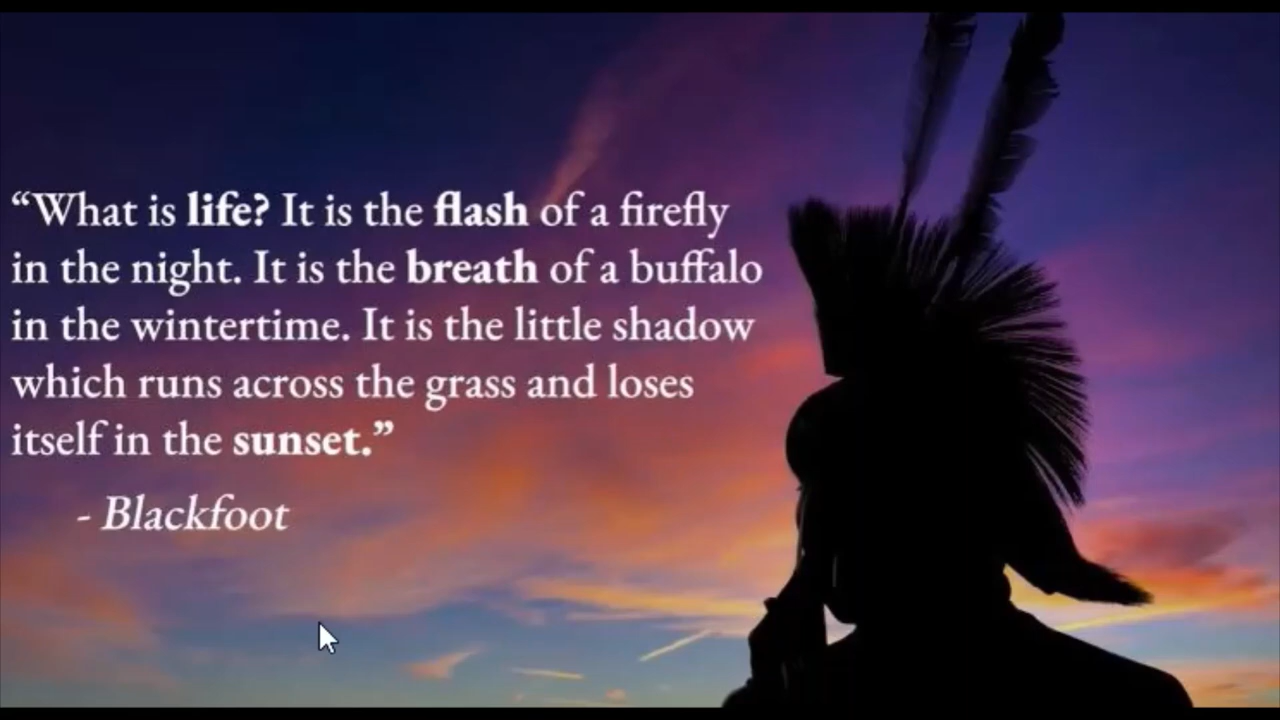 “What is life? It is the flash of a firefly
in the night. It is the breath of a buffalo
in the wintertime. It is the little shadow
which runs across the grass and loses
itself in the sunset.”
- Blackfoot